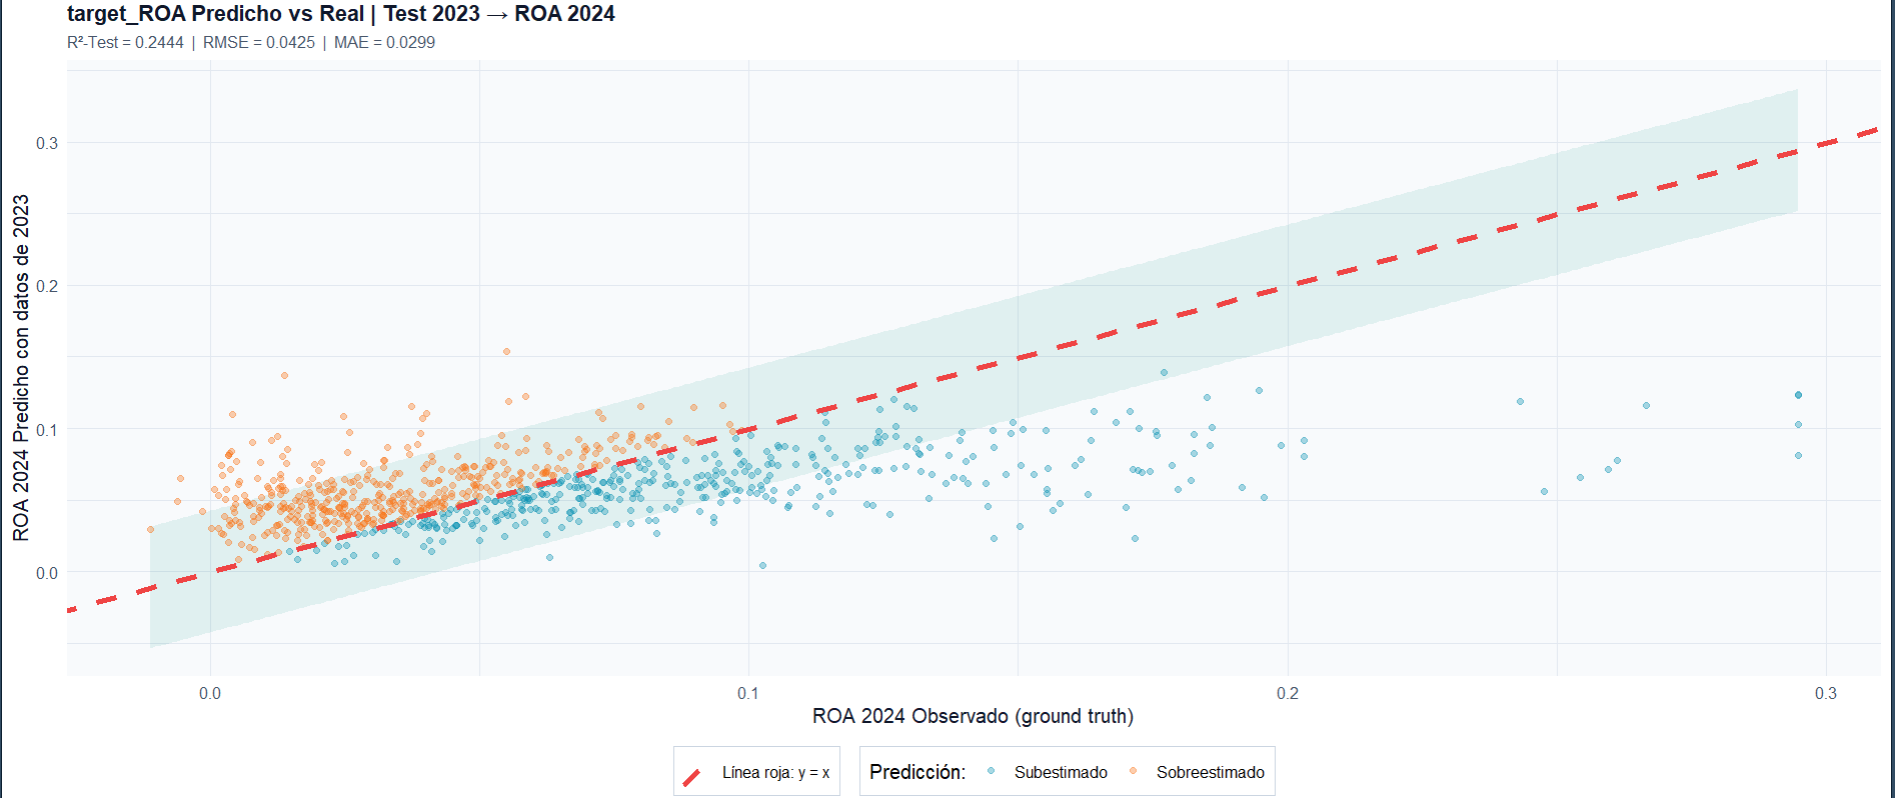 target_ROA Predicho vs Real | Test 2023 → ROA 2024
R²-Test = 0.2444 | RMSE = 0.0425 | MAE = 0.0299
ROA 2024 Predicho con datos de 2023
0.3
0.2
0.1
0.0
0.0 0.1 0.2 0.3
ROA 2024 Observado (ground truth)
Línea roja: y = x
Predicción: Subestimado Sobreestimado